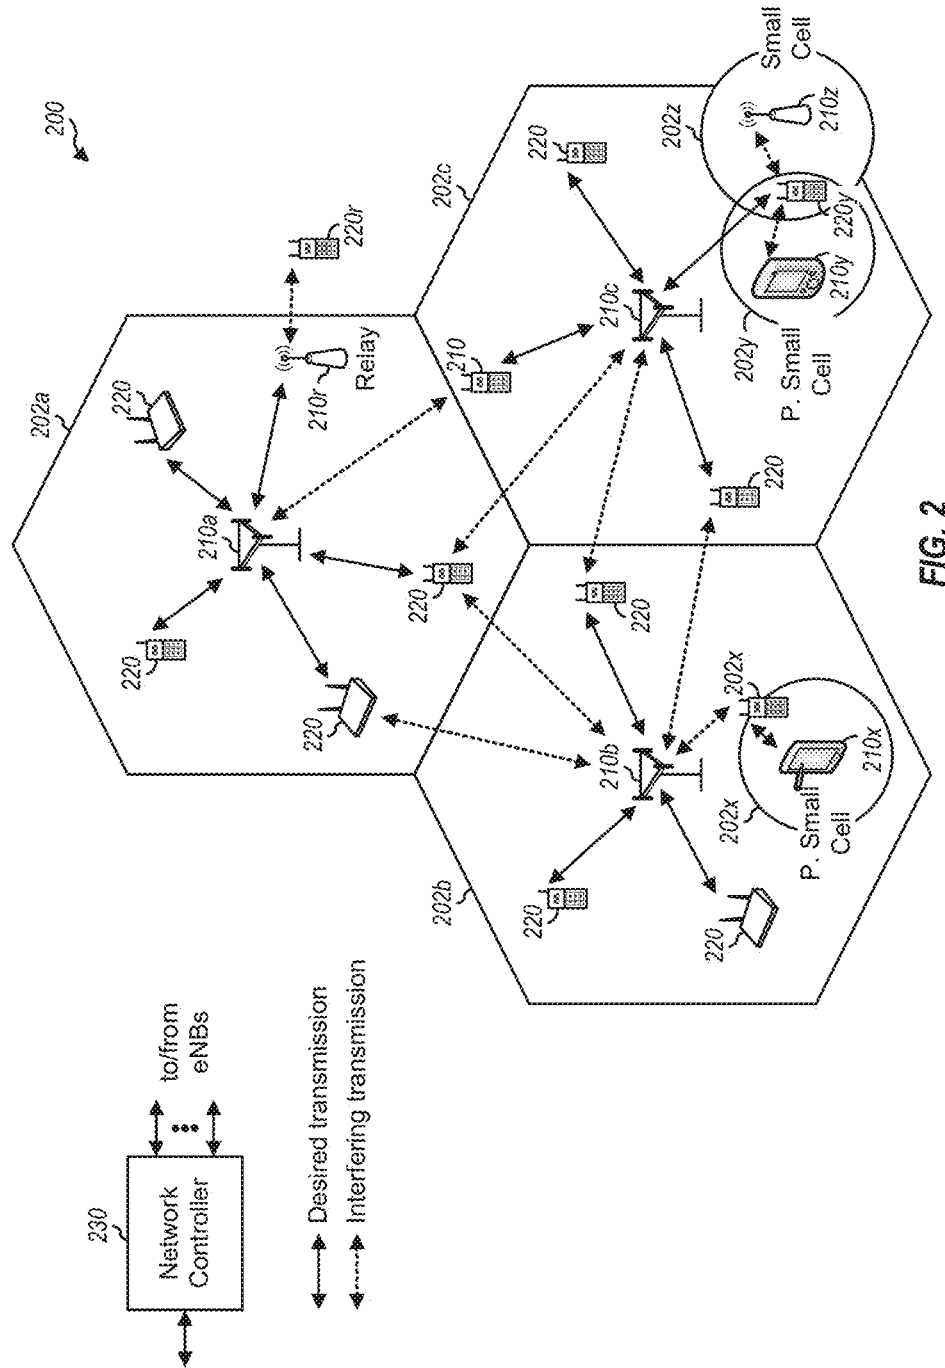 200
202a
230
Network
Controller
to/from
eNBs
Desired transmission
Interfering transmission
220
220
210a
220
220r
210r
Relay
220
210
202b
202c
220
220
210b
210c
220
202z
220
202x
202x
220
202y
P. Small
Cell
210x
P. Small
Cell
210y
220y
210z
Small
Cell
FIG. 2